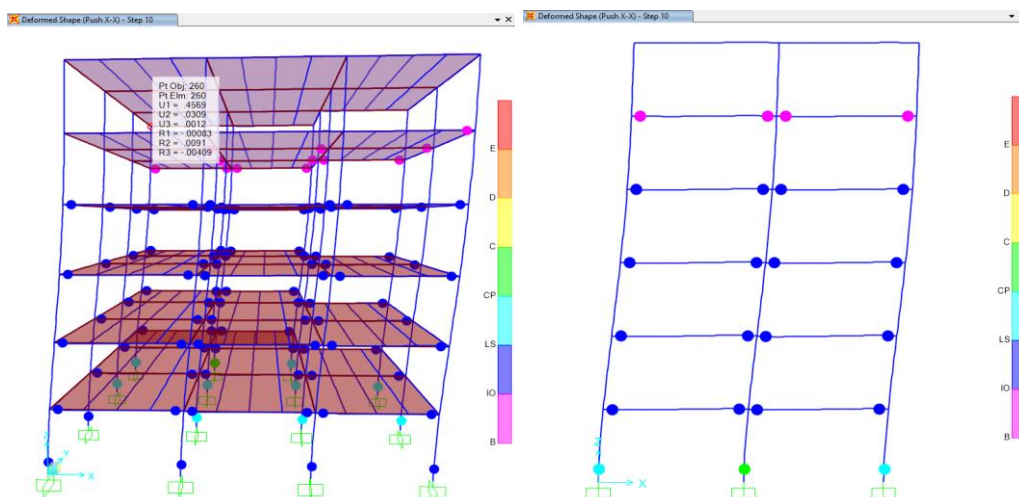 Deformed Shape (Push X-X) - Step 10
Pt Obj: 260
Pt Elm: 260
U1 = .4569
U2 = .0309
U3 = .0012
R1 = -.00083
R2 = .0091
R3 = -.00409
E
D
C
CP
LS
IO
B
Z
Y
X
Deformed Shape (Push X-X) - Step 10
E
D
C
CP
LS
IO
B
Z
X